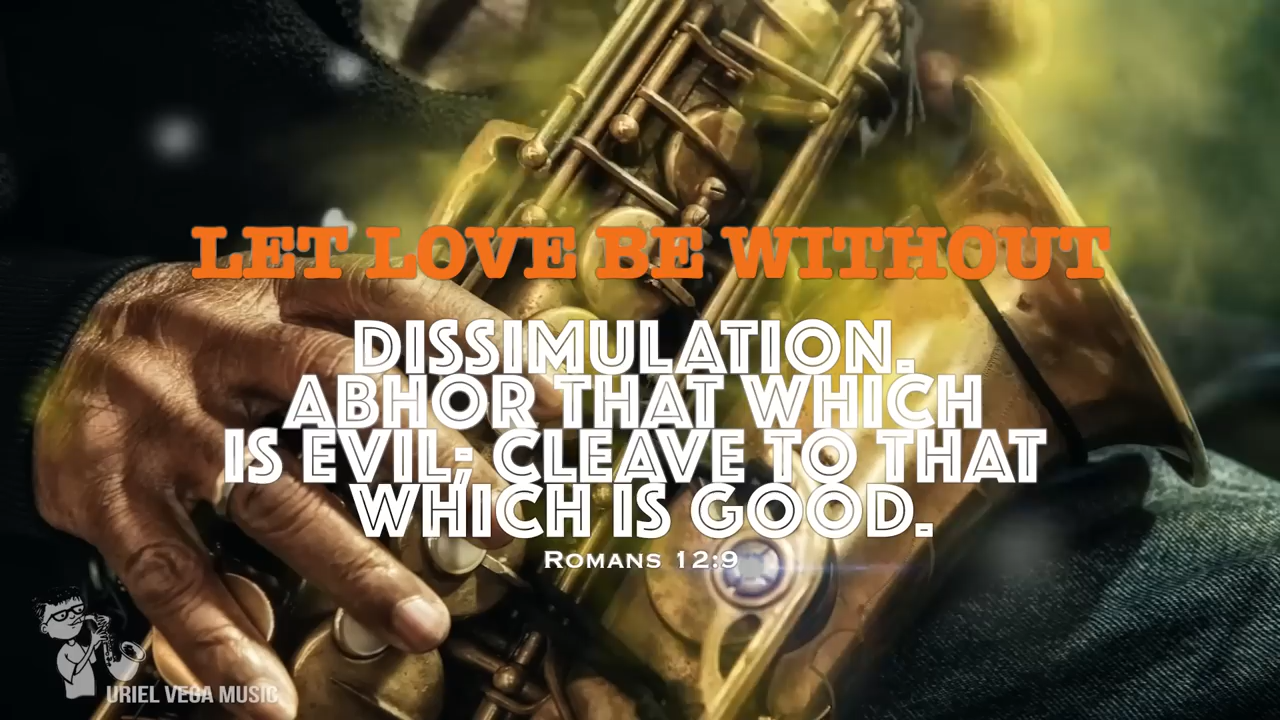 LET LOVE BE WITHOUT
DISSIMULATION.
ABHOR THAT WHICH
IS EVIL; CLEAVE TO THAT
WHICH IS GOOD.
ROMANS 12:9
URIEL VEGA MUSIC